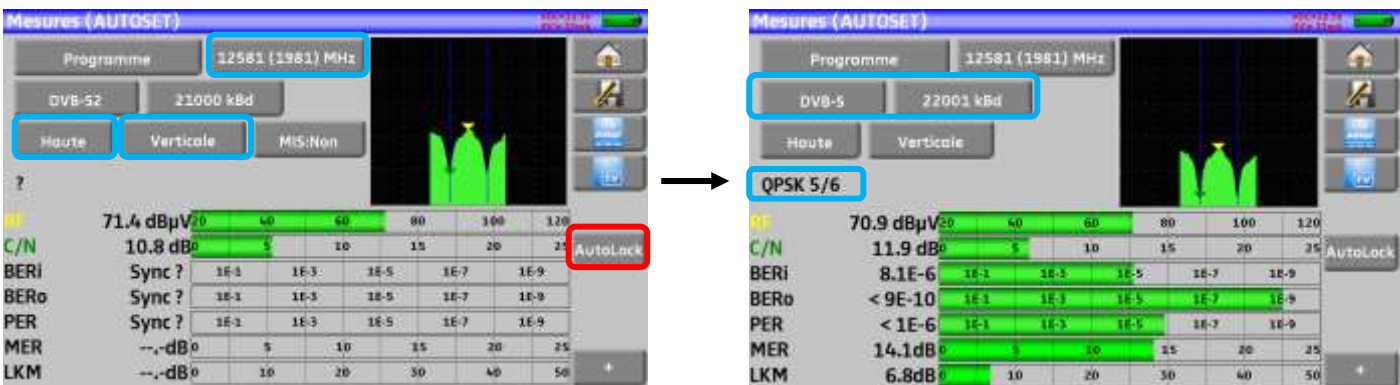 Mesures (AUTOSET)
Programme 12581 (1981) MHz
DVB-S2 21000 kBd
Haute Verticale MIS:Non
?
RF 71.4 dBµV 20 40 60 80 100 120
C/N 10.8 dB 0 5 10 15 20 25 AutoLock
BERi Sync ? 1E-1 1E-3 1E-5 1E-7 1E-9
BERo Sync ? 1E-1 1E-3 1E-5 1E-7 1E-9
PER Sync ? 1E-1 1E-3 1E-5 1E-7 1E-9
MER --.-dB 0 5 10 15 20 25
LKM --.-dB 0 10 20 30 40 50 +
Mesures (AUTOSET)
Programme 12581 (1981) MHz
DVB-S 22001 kBd
Haute Verticale
QPSK 5/6
RF 70.9 dBµV 20 40 60 80 100 120
C/N 11.9 dB 0 5 10 15 20 25 AutoLock
BERi 8.1E-6 1E-1 1E-3 1E-5 1E-7 1E-9
BERo < 9E-10 1E-1 1E-3 1E-5 1E-7 1E-9
PER < 1E-6 1E-1 1E-3 1E-5 1E-7 1E-9
MER 14.1dB 0 5 10 15 20 25
LKM 6.8dB 0 10 20 30 40 50 +